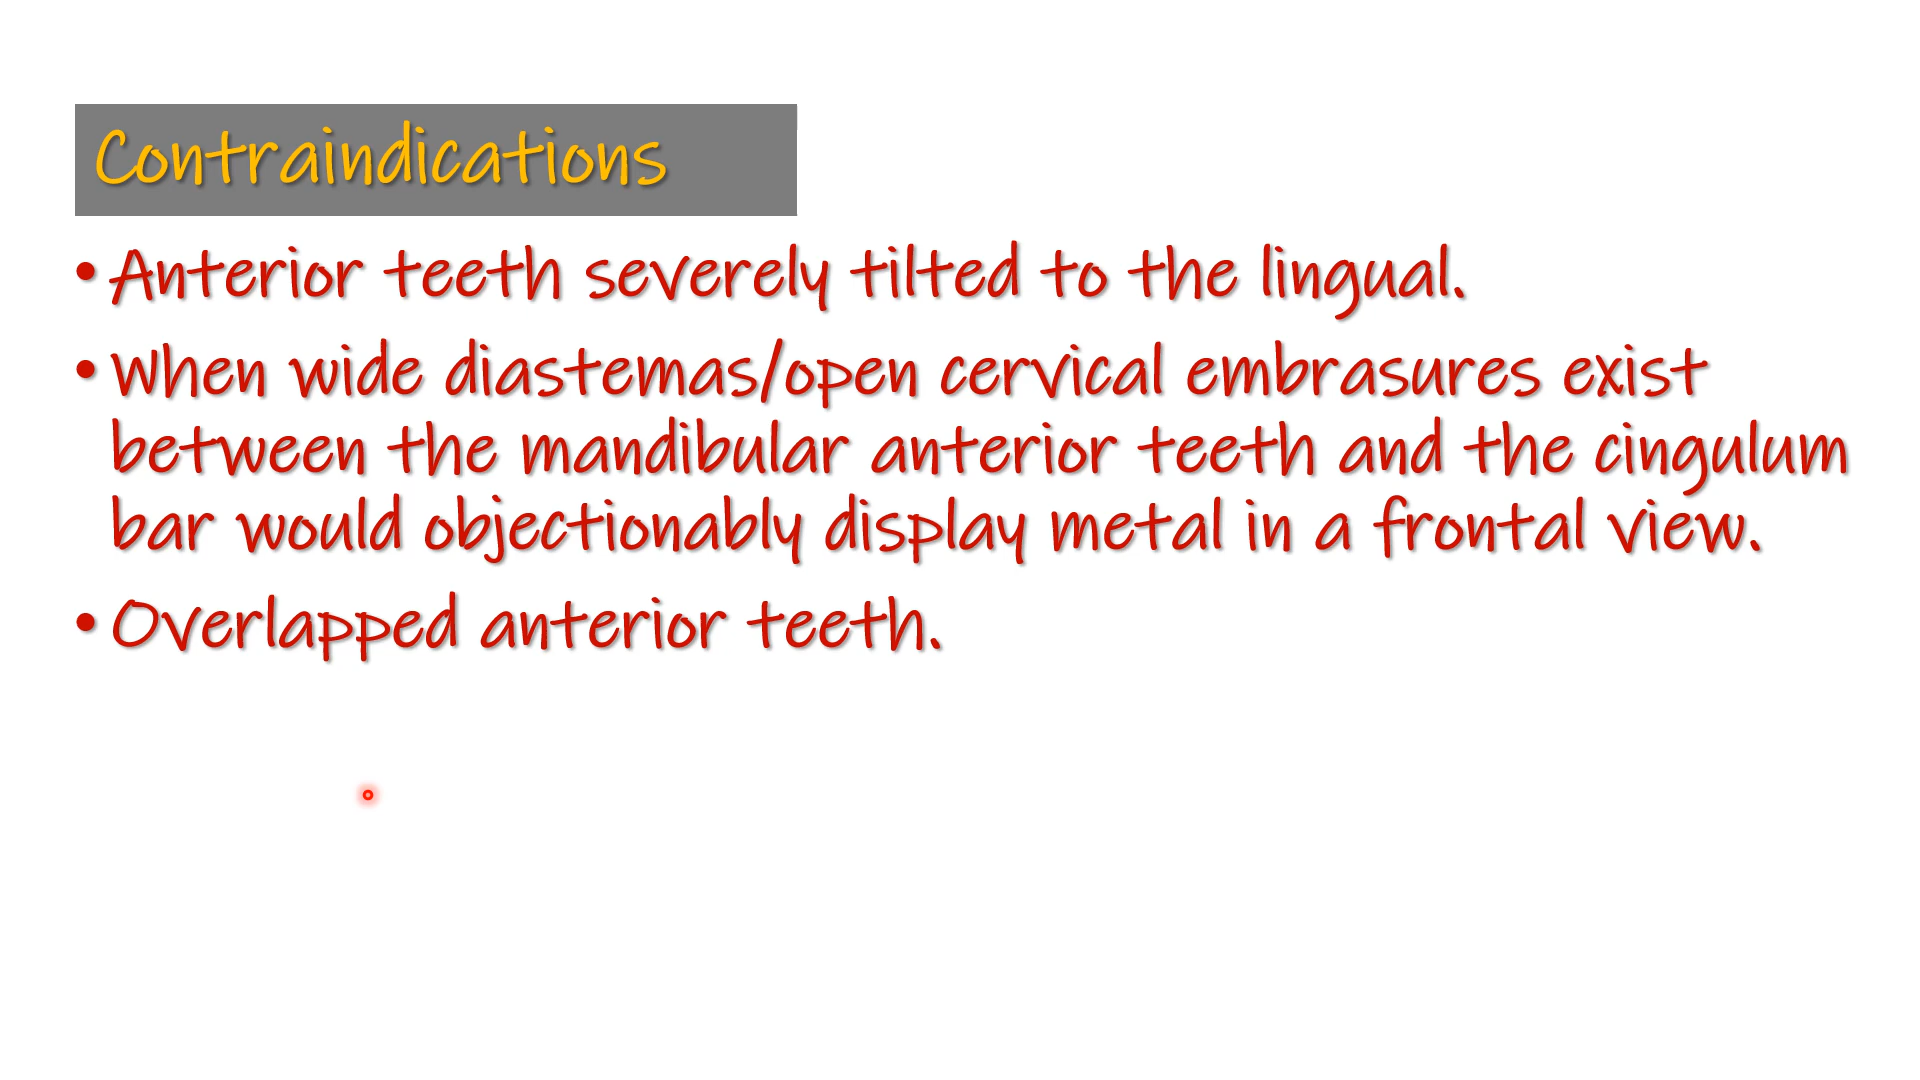 Contraindications
• Anterior teeth severely tilted to the lingual.
• When wide diastemas/open cervical embrasures exist
between the mandibular anterior teeth and the cingulum
bar would objectionably display metal in a frontal view.
• Overlapped anterior teeth.